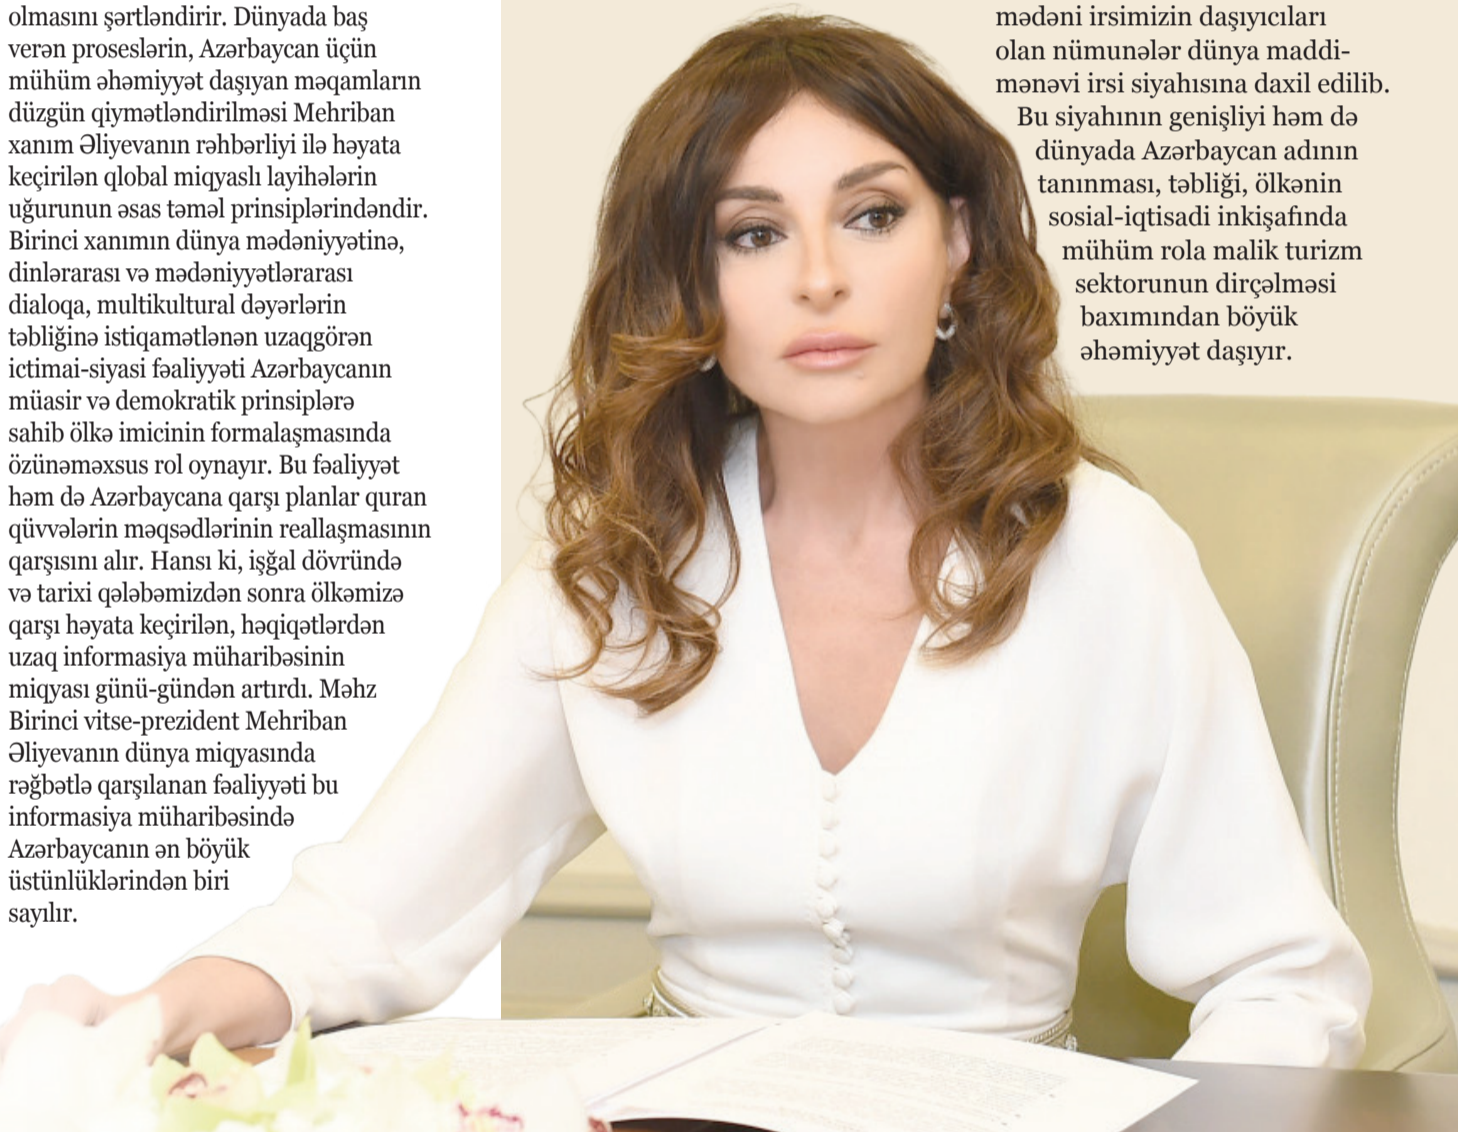 olmasını şərtləndirir. Dünyada baş
verən proseslərin, Azərbaycan üçün
mühüm əhəmiyyət daşıyan məqamların
düzgün qiymətləndirilməsi Mehriban
xanım Əliyevanın rəhbərliyi ilə həyata
keçirilən qlobal miqyaslı layihələrin
uğurunun əsas təməl prinsiplərindəndir.
Birinci xanımın dünya mədəniyyətinə,
dinlərarası və mədəniyyətlərarası
dialoqa, multikultural dəyərlərin
təbliğinə istiqamətlənən uzaqgörən
ictimai-siyasi fəaliyyəti Azərbaycanın
müasir və demokratik prinsiplərə
sahib ölkə imicinin formalaşmasında
özünəməxsus rol oynayır. Bu fəaliyyət
həm də Azərbaycana qarşı planlar quran
qüvvələrin məqsədlərinin reallaşmasının
qarşısını alır. Hansı ki, işğal dövründə
və tarixi qələbəmizdən sonra ölkəmizə
qarşı həyata keçirilən, həqiqətlərdən
uzaq informasiya müharibəsinin
miqyası günü-gündən artırdı. Məhz
Birinci vitse-prezident Mehriban
Əliyevanın dünya miqyasında
rəğbətlə qarşılanan fəaliyyəti bu
informasiya müharibəsində
Azərbaycanın ən böyük
üstünlüklərindən biri
sayılır.
mədəni irsimizin daşıyıcıları
olan nümunələr dünya maddi-
mənəvi irsi siyahısına daxil edilib.
Bu siyahının genişliyi həm də
dünyada Azərbaycan adının
tanınması, təbliği, ölkənin
sosial-iqtisadi inkişafında
mühüm rola malik turizm
sektorunun dirçəlməsi
baxımından böyük
əhəmiyyət daşıyır.